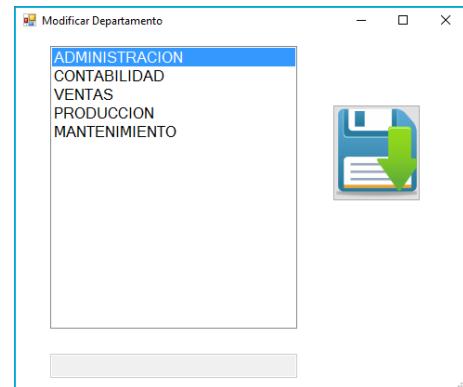 Modificar Departamento
ADMINISTRACION
CONTABILIDAD
VENTAS
PRODUCCION
MANTENIMIENTO